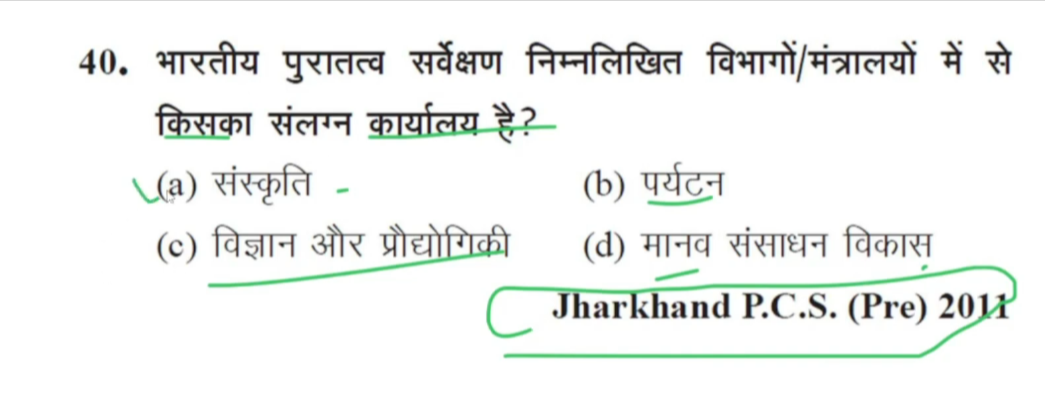 40. भारतीय पुरातत्व सर्वेक्षण निम्नलिखित विभागों/मंत्रालयों में से
किसका संलग्न कार्यालय है?
(a) संस्कृति (b) पर्यटन
(c) विज्ञान और प्रौद्योगिकी (d) मानव संसाधन विकास
Jharkhand P.C.S. (Pre) 2011